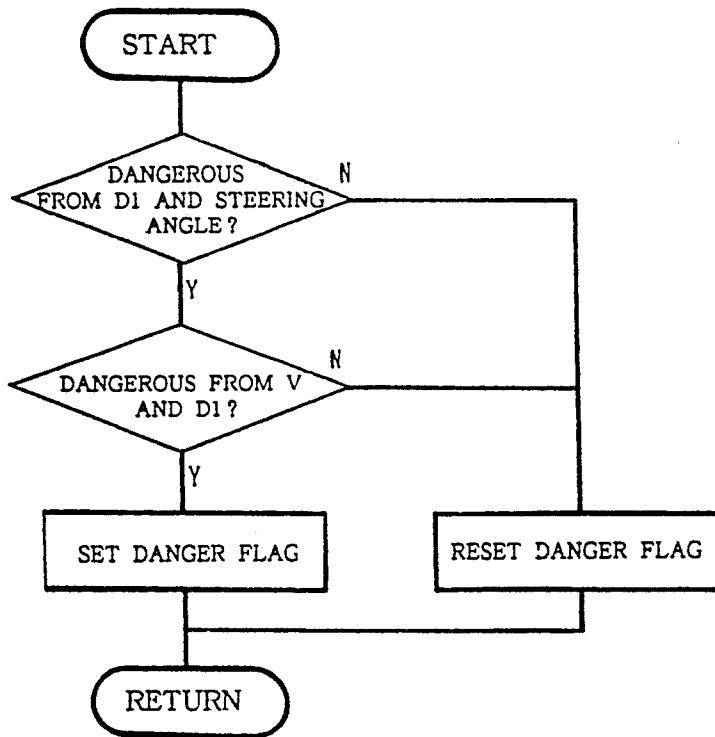 START
DANGEROUS
FROM D1 AND STEERING
ANGLE?
N
Y
DANGEROUS FROM V
AND D1?
N
Y
SET DANGER FLAG
RESET DANGER FLAG
RETURN